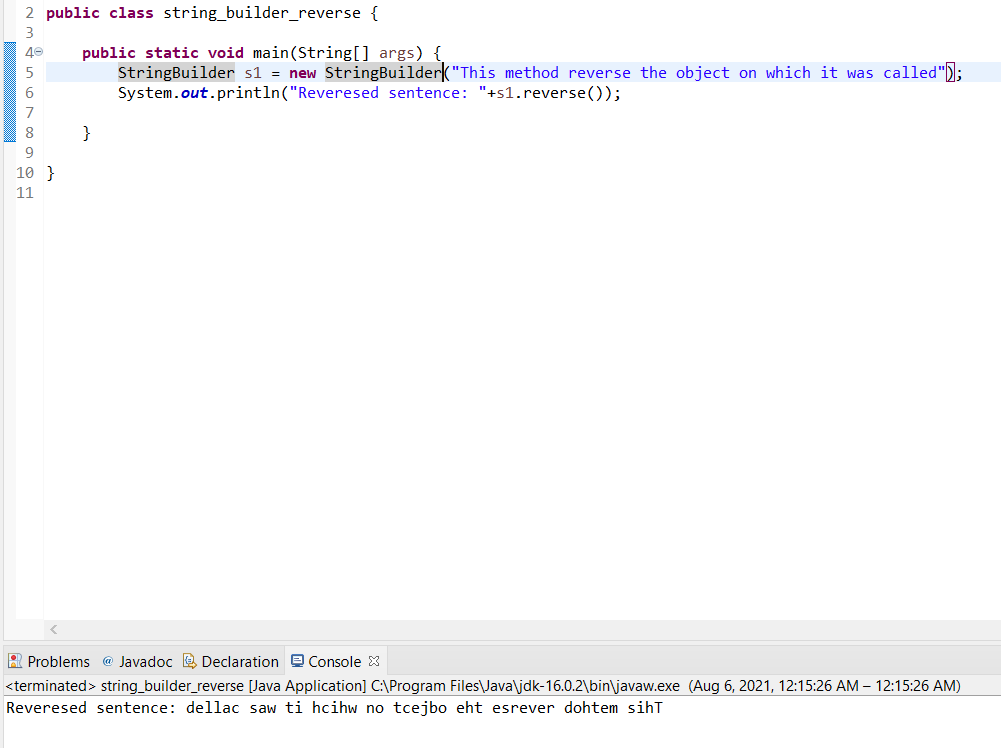 2 public class string_builder_reverse {
3
4 public static void main(String[] args) {
5 StringBuilder s1 = new StringBuilder("This method reverse the object on which it was called");
6 System.out.println("Reveresed sentence: "+s1.reverse());
7
8 }
9
10 }
11
Problems @ Javadoc Declaration Console
<terminated> string_builder_reverse [Java Application] C:\Program Files\Java\jdk-16.0.2\bin\javaw.exe (Aug 6, 2021, 12:15:26 AM – 12:15:26 AM)
Reveresed sentence: dellac saw ti hcihw no tcejbo eht esrever dohtem sihT